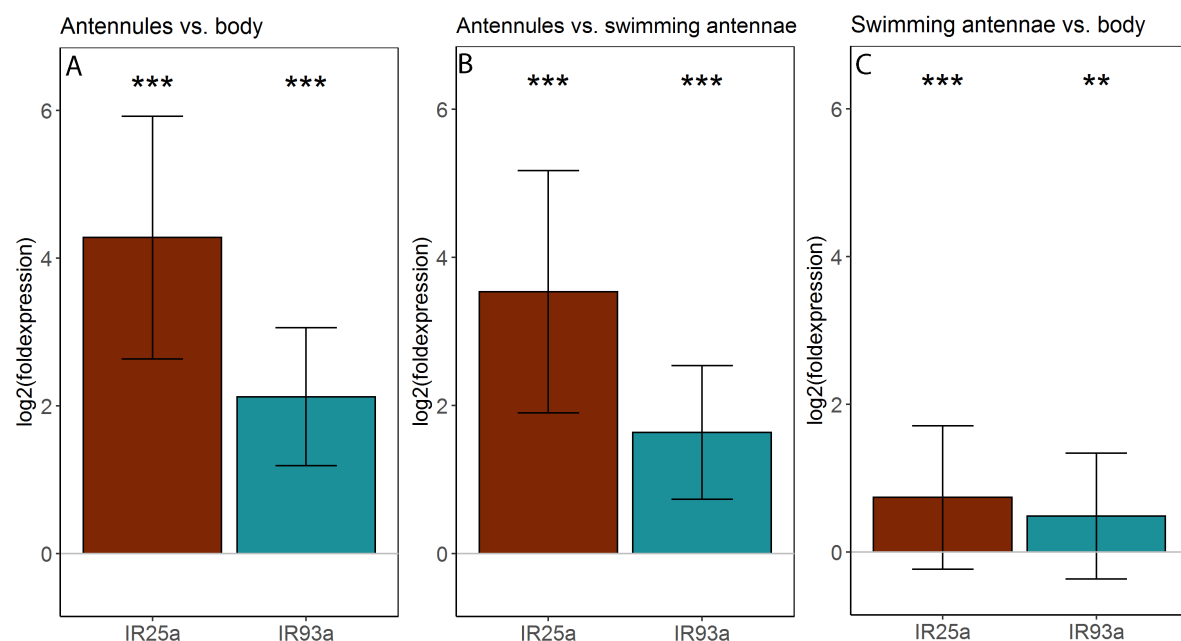 Antennules vs. body
A
*** ***
6
4
2
0
log2(foldexpression)
IR25a IR93a
Antennules vs. swimming antennae
B
*** ***
6
4
2
0
log2(foldexpression)
IR25a IR93a
Swimming antennae vs. body
C
*** **
6
4
2
0
log2(foldexpression)
IR25a IR93a